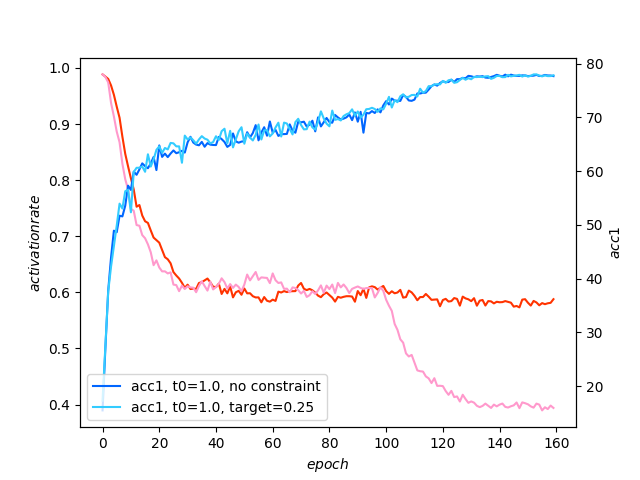 1.0
0.9
0.8
0.7
0.6
0.5
0.4
activationrate
80
70
60
50
40
30
20
acc1
acc1, t0=1.0, no constraint
acc1, t0=1.0, target=0.25
0 20 40 60 80 100 120 140 160
epoch